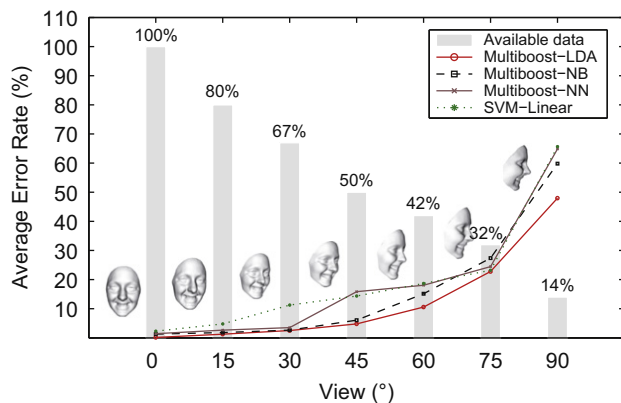 110
100
90
80
70
60
50
40
30
20
10
Average Error Rate (%)
100%
80%
67%
50%
42%
32%
14%
Available data
Multiboost−LDA
Multiboost−NB
Multiboost−NN
SVM−Linear
0 15 30 45 60 75 90
View (°)